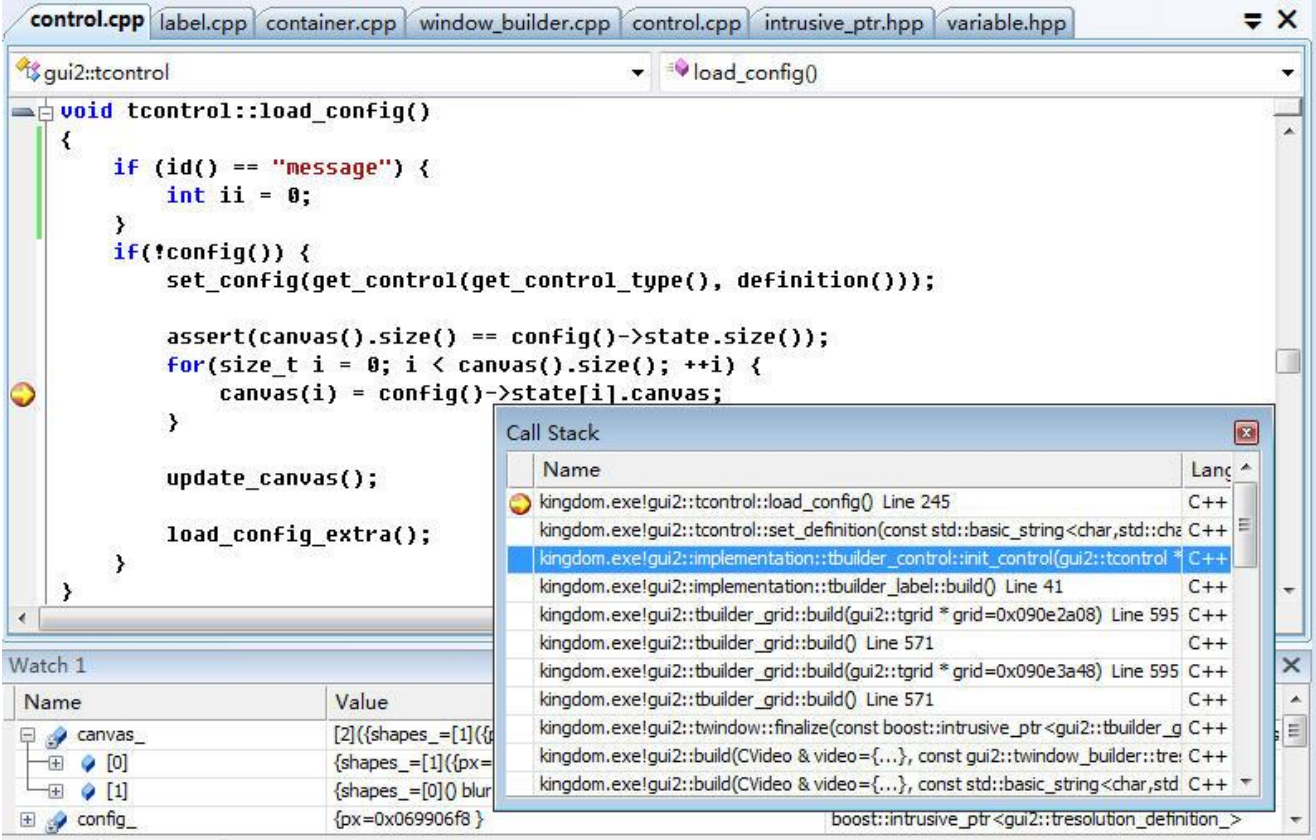 control.cpp label.cpp container.cpp window_builder.cpp control.cpp intrusive_ptr.hpp variable.hpp
gui2::tcontrol load_config()
void tcontrol::load_config()
{
if (id() == "message") {
int ii = 0;
}
if(!config()) {
set_config(get_control(get_control_type(), definition()));
assert(canvas().size() == config()->state.size());
for(size_t i = 0; i < canvas().size(); ++i) {
canvas(i) = config()->state[i].canvas;
}
update_canvas();
load_config_extra();
}
}
Call Stack
Name Lang
kingdom.exe!gui2::tcontrol::load_config() Line 245 C++
kingdom.exe!gui2::tcontrol::set_definition(const std::basic_string<char,std::cha C++
kingdom.exe!gui2::implementation::tbuilder_control::init_control(gui2::tcontrol * C++
kingdom.exe!gui2::implementation::tbuilder_label::build() Line 41 C++
kingdom.exe!gui2::tbuilder_grid::build(gui2::tgrid * grid=0x090e2a08) Line 595 C++
kingdom.exe!gui2::tbuilder_grid::build() Line 571 C++
kingdom.exe!gui2::tbuilder_grid::build(gui2::tgrid * grid=0x090e3a48) Line 595 C++
kingdom.exe!gui2::tbuilder_grid::build() Line 571 C++
kingdom.exe!gui2::twindow::finalize(const boost::intrusive_ptr<gui2::tbuilder_g C++
kingdom.exe!gui2::build(CVideo & video={...}, const gui2::twindow_builder::tre C++
kingdom.exe!gui2::build(CVideo & video={...}, const std::basic_string<char,std C++
Watch 1
Name Value
canvas_ [2]({shapes_=[1]({p
[0] {shapes_=[1]({px=
[1] {shapes_=[0]() blur
config_ {px=0x069906f8 } boost::intrusive_ptr<gui2::tresolution_definition_>